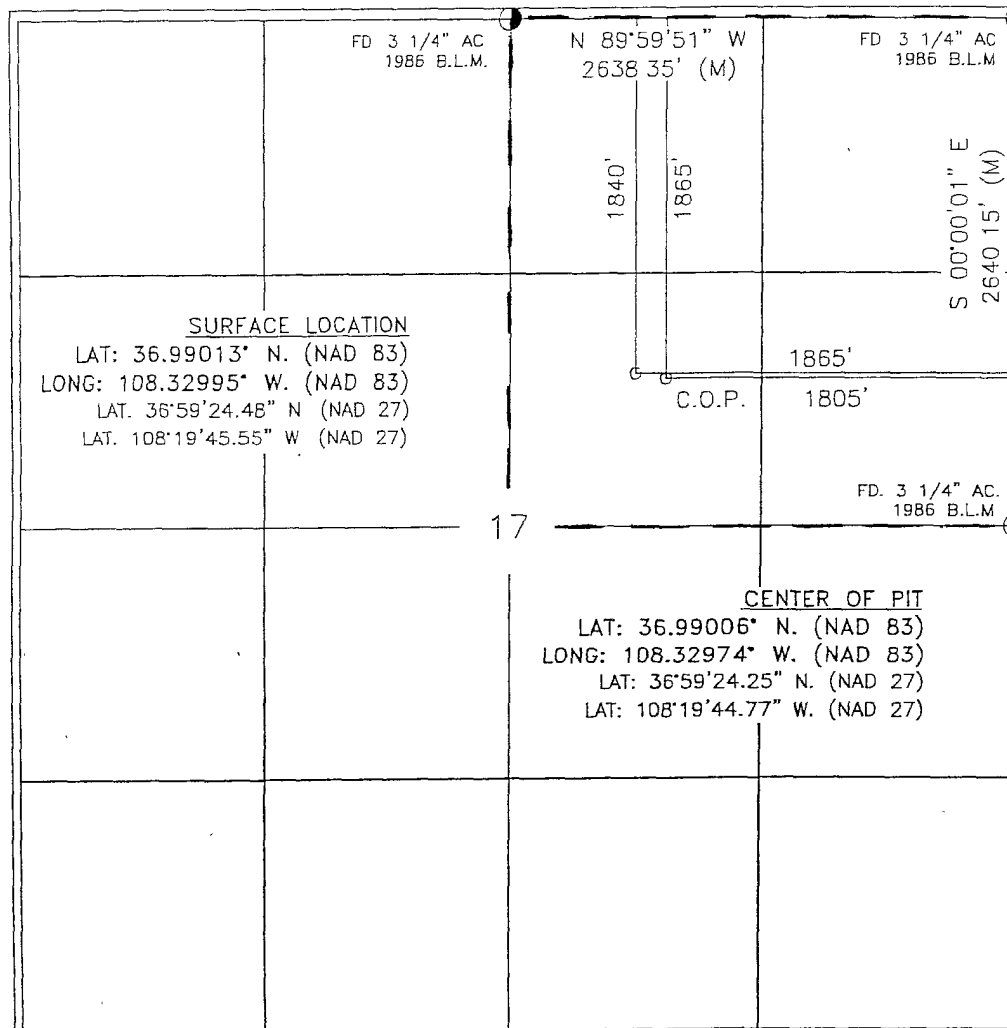 FD 3 1/4" AC
1986 B.L.M.
N 89°59'51" W
2638 35' (M)
FD 3 1/4" AC
1986 B.L.M
1840'
1865'
S 00°00'01" E
2640 15' (M)
SURFACE LOCATION
LAT: 36.99013° N. (NAD 83)
LONG: 108.32995° W. (NAD 83)
LAT. 36°59'24.48" N (NAD 27)
LAT. 108°19'45.55" W (NAD 27)
1865'
C.O.P. 1805'
FD. 3 1/4" AC.
1986 B.L.M
17
CENTER OF PIT
LAT: 36.99006° N. (NAD 83)
LONG: 108.32974° W. (NAD 83)
LAT: 36°59'24.25" N. (NAD 27)
LAT: 108°19'44.77" W. (NAD 27)